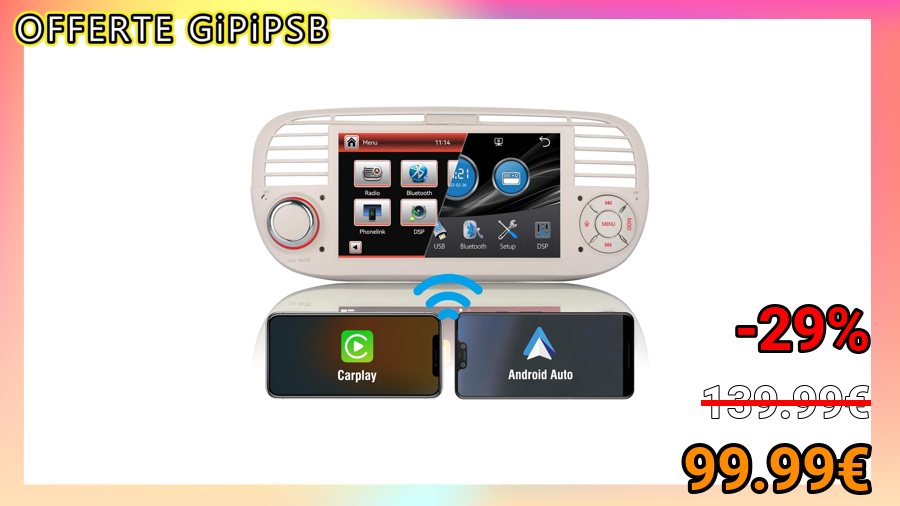 OFFERTE GiPiPSB
Menu 11:14
Radio Bluetooth
Phonelink DSP
USB Bluetooth Setup DSP
MENU
RADIO
Carplay
Android Auto
-29%
139.99€
99.99€